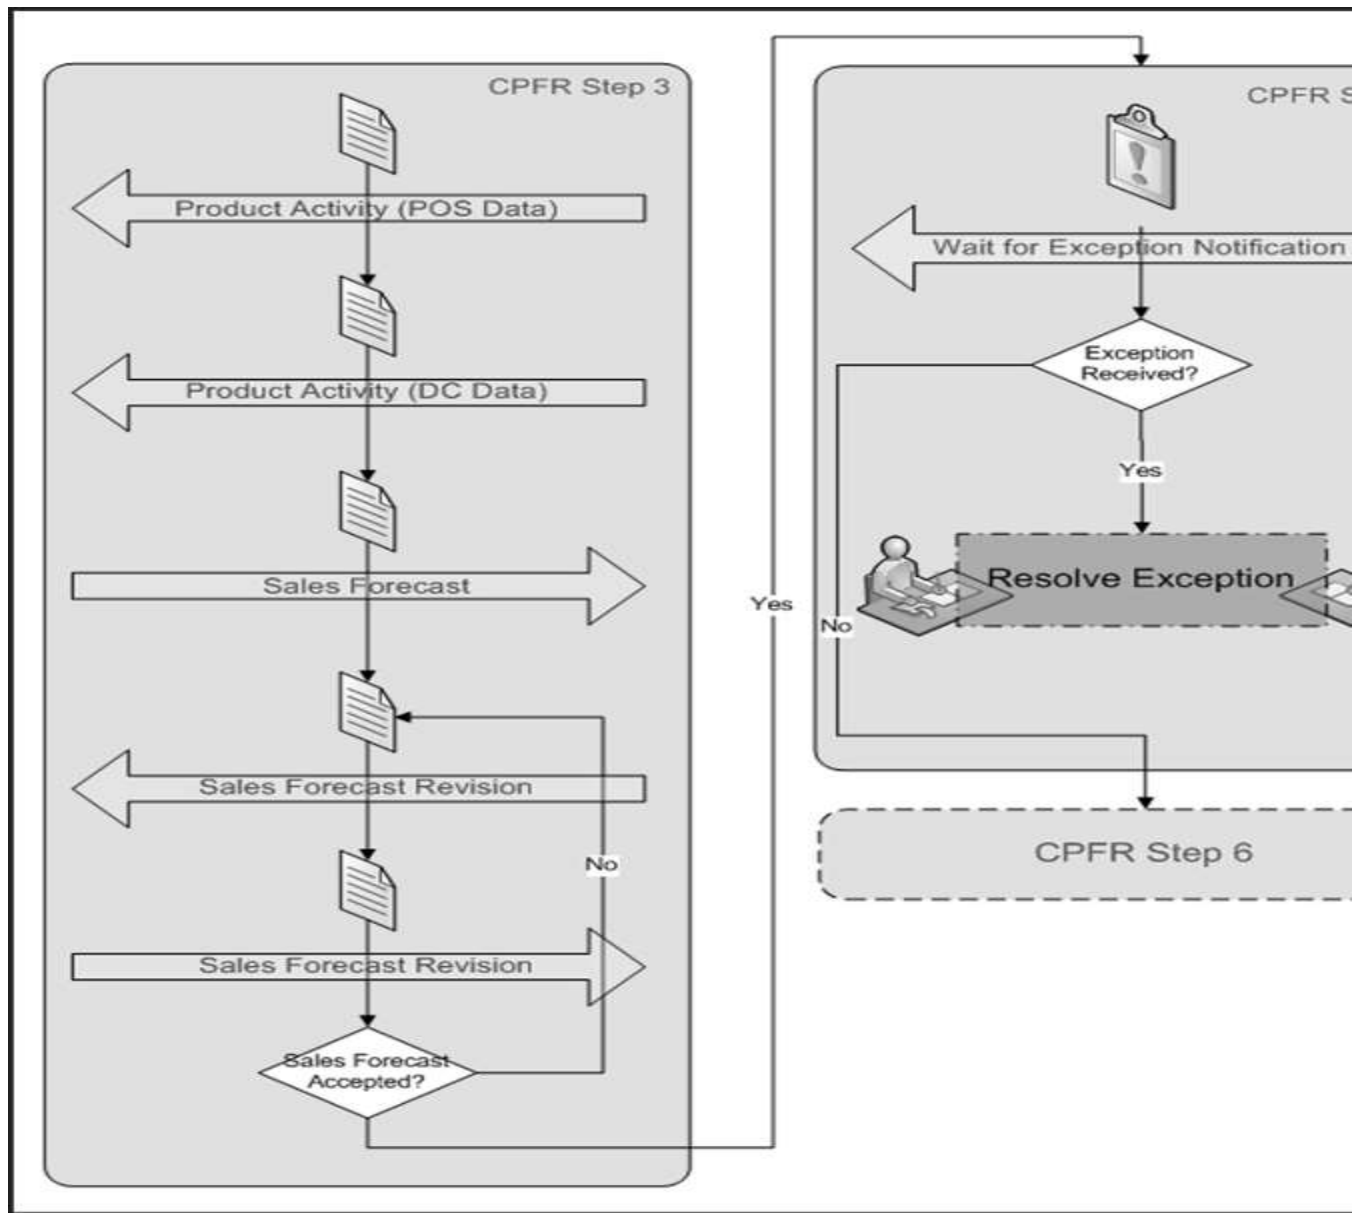 CPFR Step 3
Product Activity (POS Data)
Product Activity (DC Data)
Sales Forecast
Sales Forecast Revision
No
Sales Forecast Revision
Sales Forecast
Accepted?
Yes
CPFR S
Wait for Exception Notification
Exception
Received?
Yes
Resolve Exception
No
CPFR Step 6